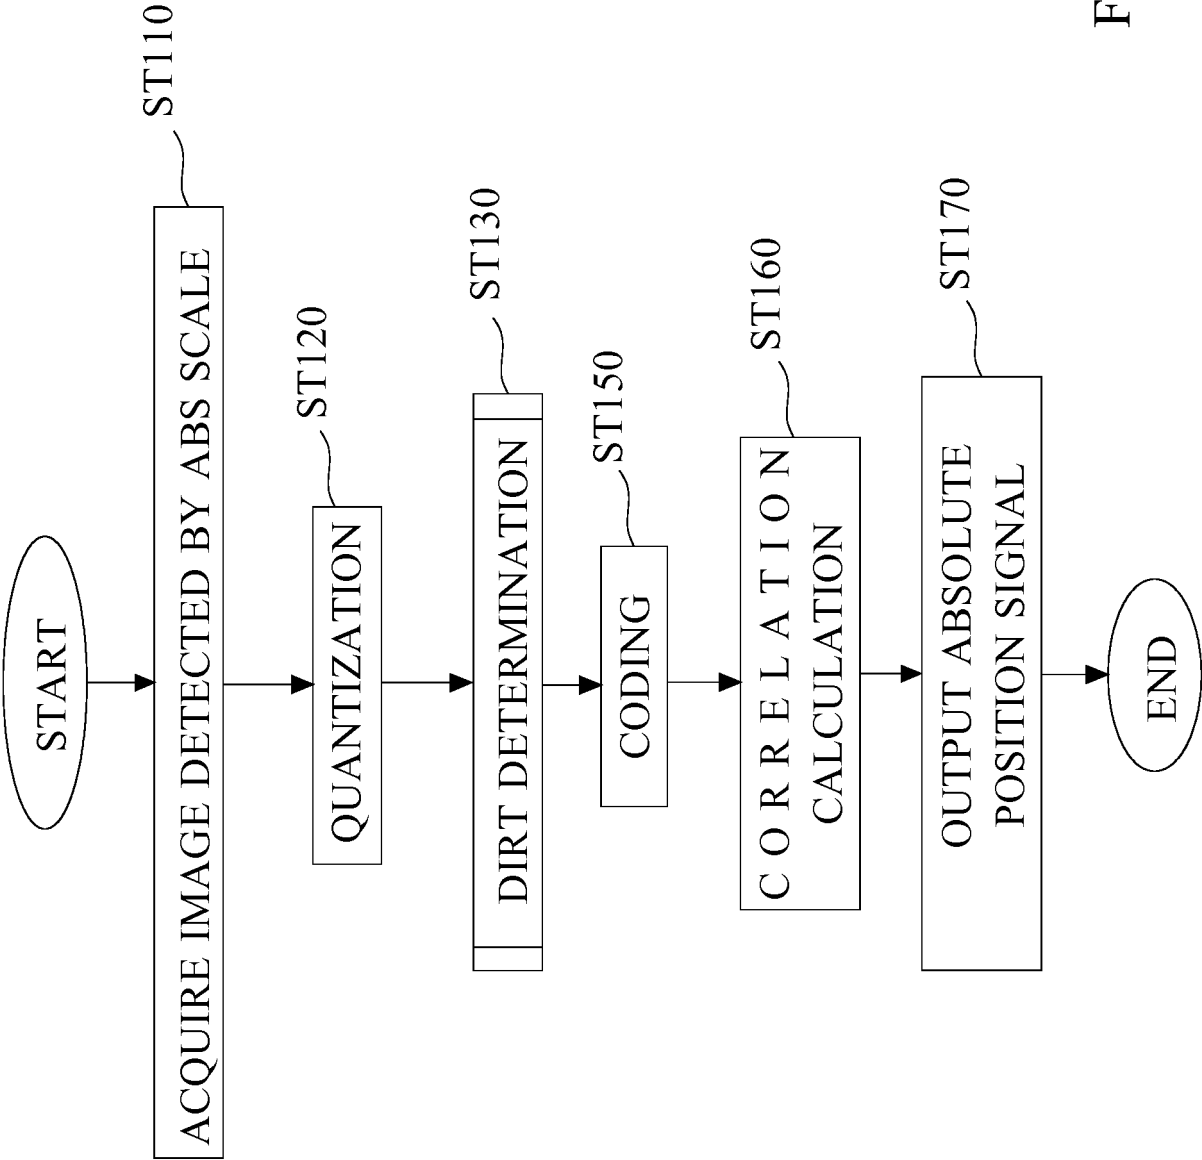 START
ACQUIRE IMAGE DETECTED BY ABS SCALE
ST110
QUANTIZATION
ST120
DIRT DETERMINATION
ST130
CODING
ST150
CORRELATION
CALCULATION
ST160
OUTPUT ABSOLUTE
POSITION SIGNAL
ST170
END
F